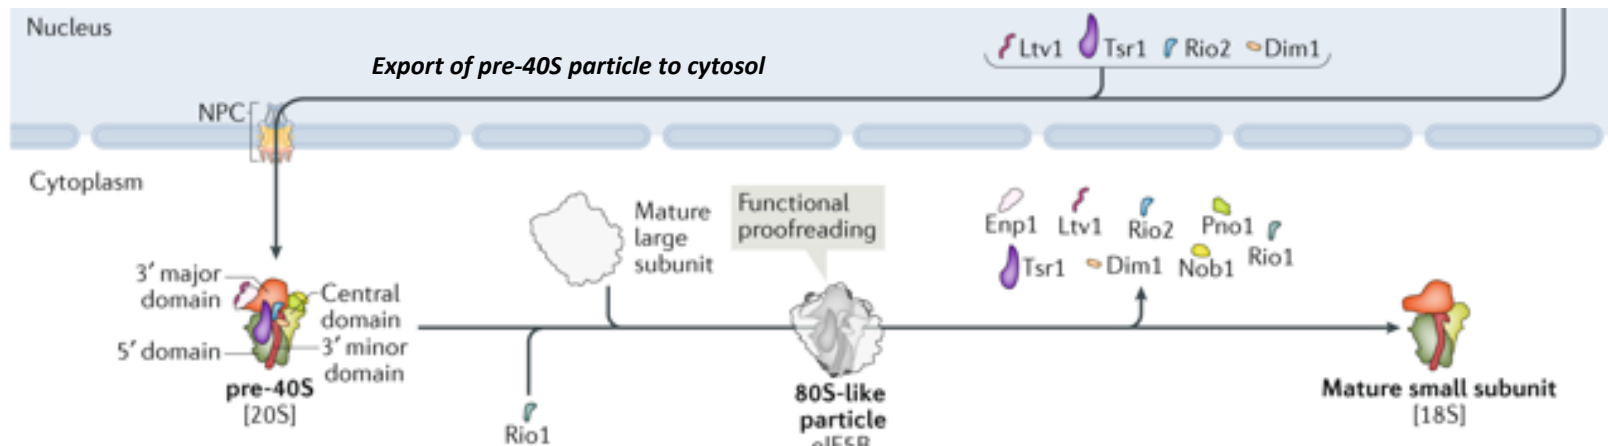 Nucleus
Export of pre-40S particle to cytosol
Ltv1 Tsr1 Rio2 Dim1
NPC
Cytoplasm
Mature
large
subunit
Functional
proofreading
Enp1 Ltv1 Rio2 Pno1 Rio1
Tsr1 Dim1 Nob1
3′ major
domain
Central
domain
5′ domain
3′ minor
domain
pre-40S
[20S]
Rio1
80S-like
particle
eIF5B
Mature small subunit
[18S]